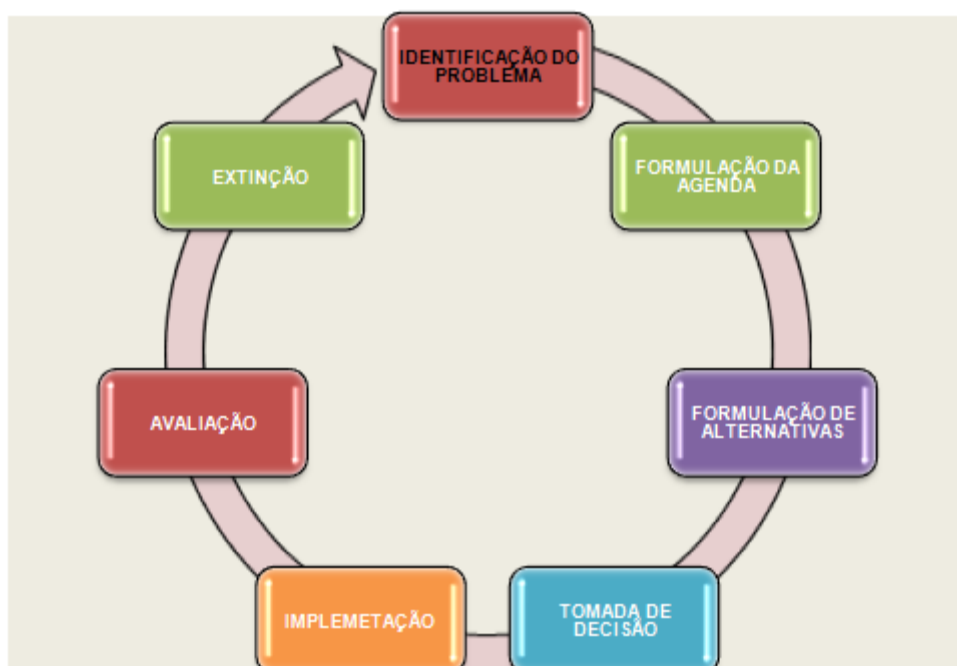 IDENTIFICAÇÃO DO
PROBLEMA
FORMULAÇÃO DA
AGENDA
FORMULAÇÃO DE
ALTERNATIVAS
TOMADA DE
DECISÃO
IMPLEMETAÇÃO
AVALIAÇÃO
EXTINÇÃO